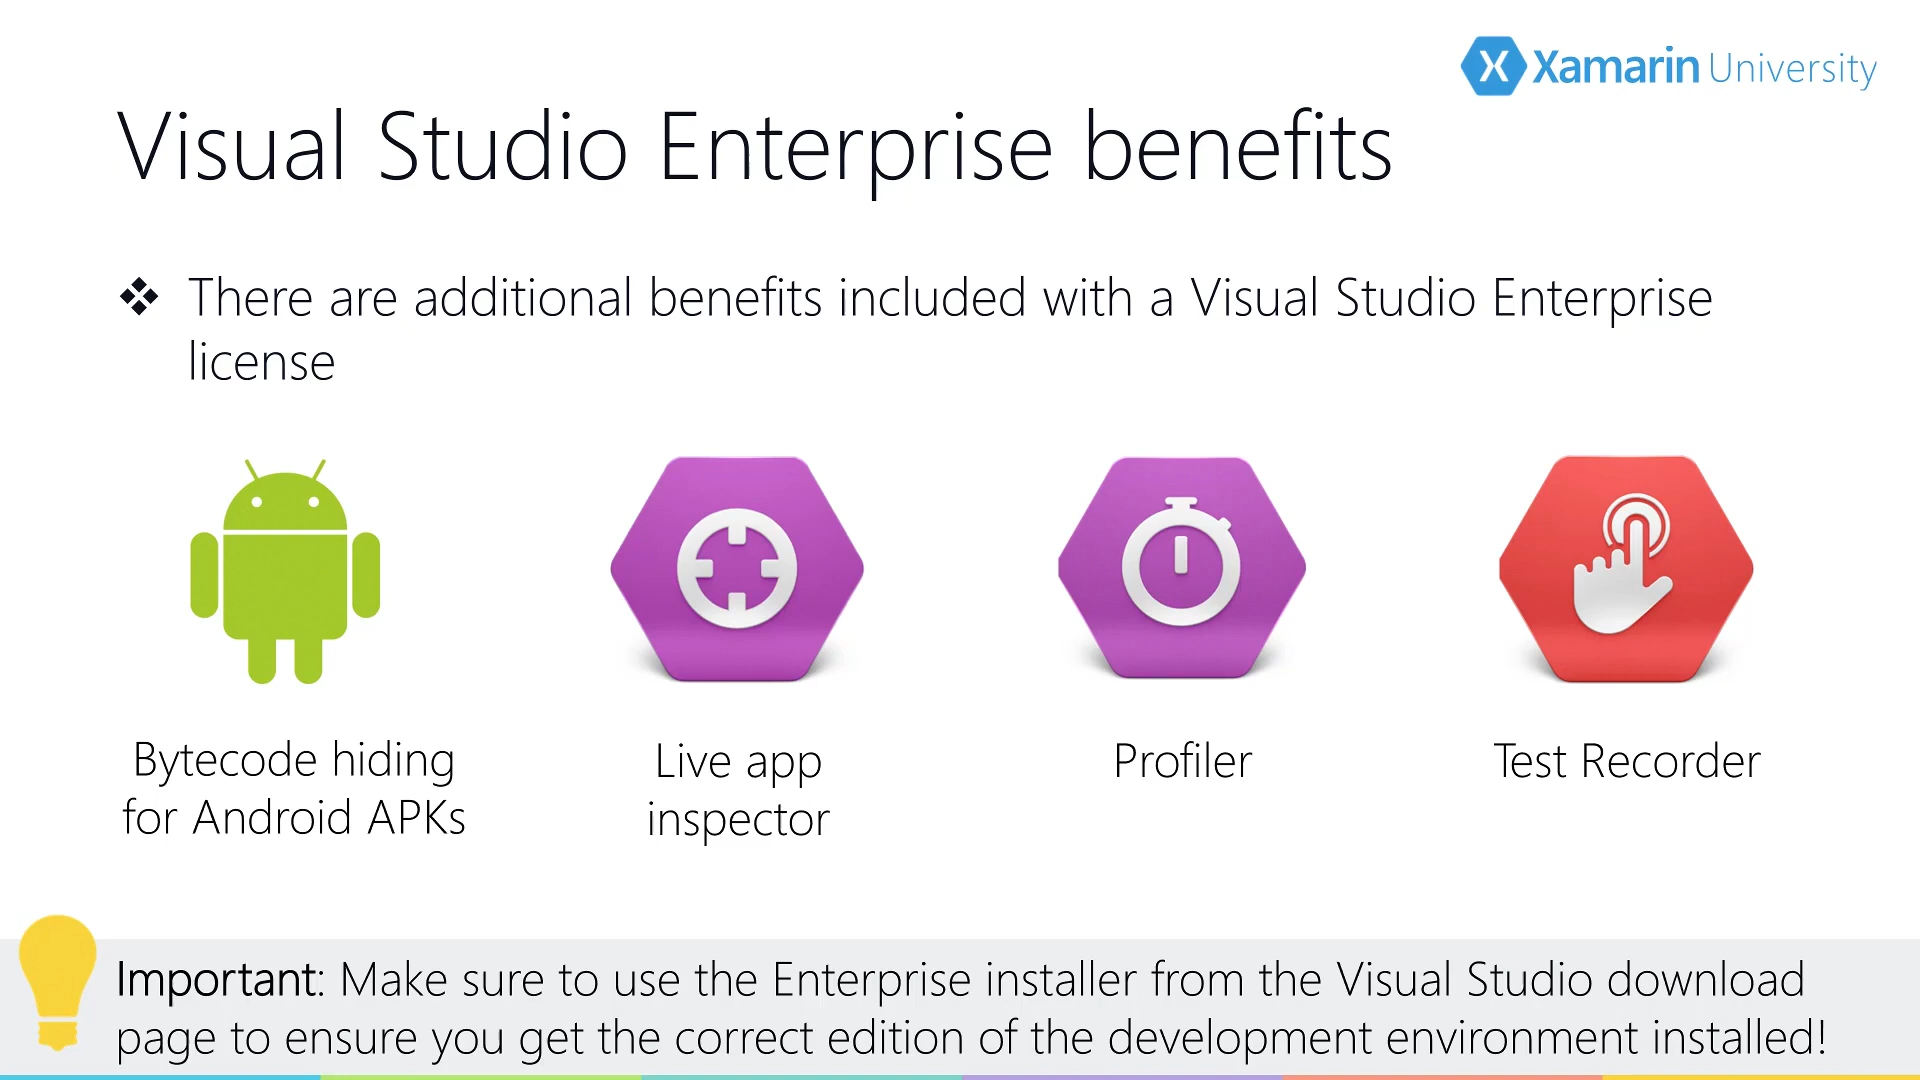 Xamarin University
Visual Studio Enterprise benefits
❖ There are additional benefits included with a Visual Studio Enterprise
license
Bytecode hiding
for Android APKs
Live app
inspector
Profiler
Test Recorder
Important: Make sure to use the Enterprise installer from the Visual Studio download
page to ensure you get the correct edition of the development environment installed!